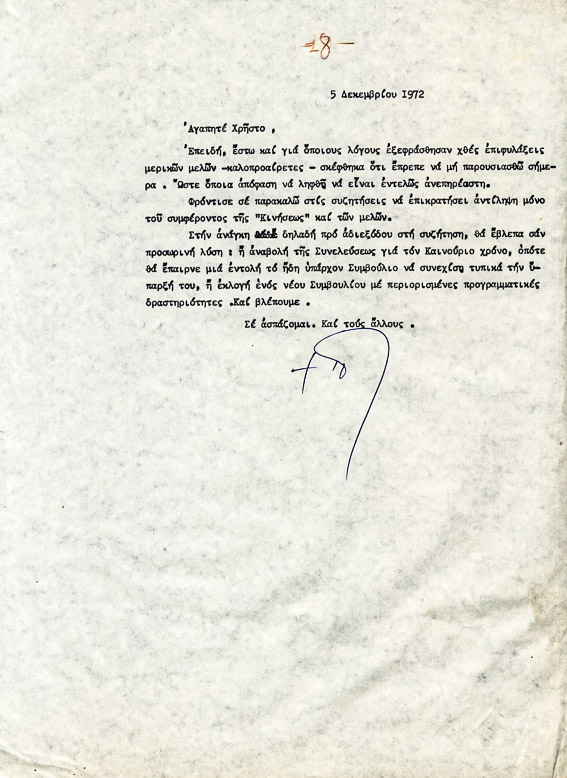 -28-
5 Δεκεμβρίου 1972
Ἀγαπητέ Χρῆστο ,
Ἐπειδή, ἔστω καί γιά ὅποιους λόγους ἐξεφράσθησαν χθές ἐπιφυλάξεις
μερικῶν μελῶν -καλοπροαίρετες - σκέφθηκα ὅτι ἔπρεπε νά μή παρουσιασθῶ σήμε-
ρα . Ὥστε ὅποια ἀπόφαση νά ληφθῆ νά εἶναι ἐντελῶς ἀνεπηρέαστη.
Φρόντισε σέ παρακαλῶ στίς συζητήσεις νά ἐπικρατήσει ἀντίληψη μόνο
τοῦ συμφέροντος τῆς "Κινήσεως" καί τῶν μελῶν.
Στήν ἀνάγκη δηλαδή πρό ἀδιεξόδου στή συζήτηση, θά ἔβλεπα σάν
προσωρινή λύση : ἤ ἀναβολή τῆς Συνελεύσεως γιά τόν Καινούριο χρόνο, ὁπότε
θά ἔπαιρνε μιά ἐντολή τό ἤδη ὑπάρχον Συμβούλιο νά συνεχίση τυπικά τήν ὕ-
παρξή του, ἤ ἐκλογή ἑνός νέου Συμβουλίου μέ περιορισμένες προγραμματικές
δραστηριότητες .Καί βλέπουμε .
Σέ ἀσπάζομαι. Καί τούς ἄλλους .